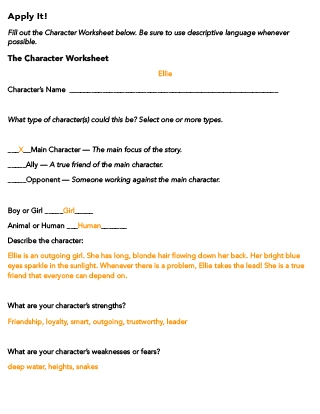 Apply It!
Fill out the Character Worksheet below. Be sure to use descriptive language whenever
possible.
The Character Worksheet
Ellie
Character's Name ________________________________________________
What type of character(s) could this be? Select one or more types.
___X__Main Character — The main focus of the story.
_____Ally — A true friend of the main character.
_____Opponent — Someone working against the main character.
Boy or Girl _____Girl_____
Animal or Human ___Human_______
Describe the character:
Ellie is an outgoing girl. She has long, blonde hair flowing down her back. Her bright blue
eyes sparkle in the sunlight. Whenever there is a problem, Ellie takes the lead! She is a true
friend that everyone can depend on.
What are your character's strengths?
Friendship, loyalty, smart, outgoing, trustworthy, leader
What are your character's weaknesses or fears?
deep water, heights, snakes